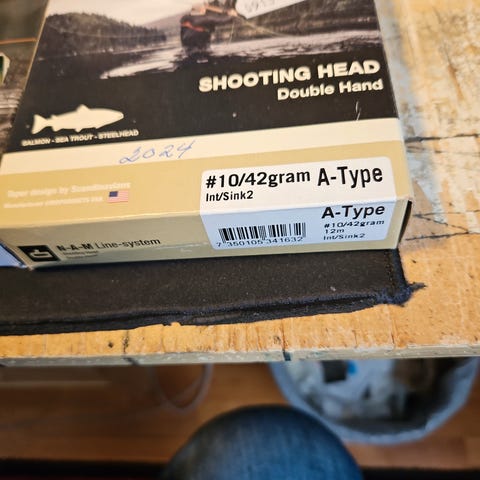 SHOOTING HEAD
Double Hand
SALMON - SEA TROUT - STEELHEAD
2024
Taper design by Scandinavians
#10/42gram A-Type
Int/Sink2
A-Type
#10/42gram
12m
Int/Sink2
N-A-M Line-system
7 350105 341632